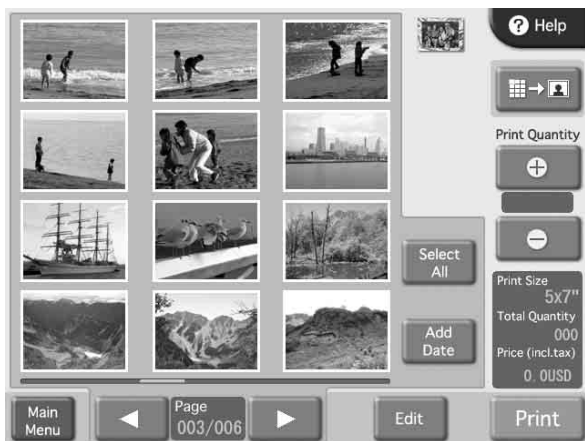 ? Help
Print Quantity
Select
All
Print Size
5x7"
Total Quantity
000
Add
Date
Price (incl.tax)
0.0USD
Main
Menu
Page
003/006
Edit
Print